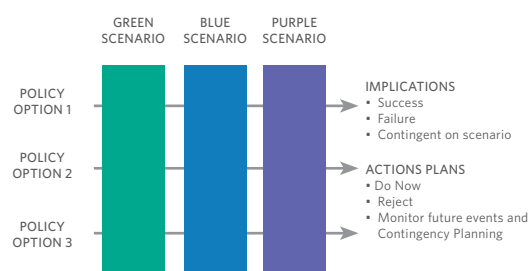 GREEN
SCENARIO
BLUE
SCENARIO
PURPLE
SCENARIO
POLICY
OPTION 1
POLICY
OPTION 2
POLICY
OPTION 3
IMPLICATIONS
▪ Success
▪ Failure
▪ Contingent on scenario
ACTIONS PLANS
▪ Do Now
▪ Reject
▪ Monitor future events and
Contingency Planning